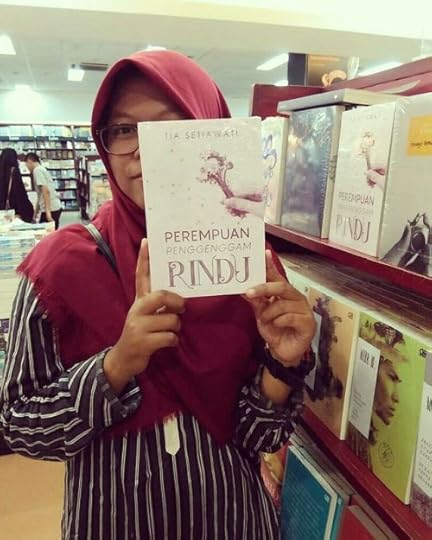 TIA SETIAWATI
PEREMPUAN
PENGGENGGAM
RINDU
PEREMPUAN
PENGGENGGAM
RINDU